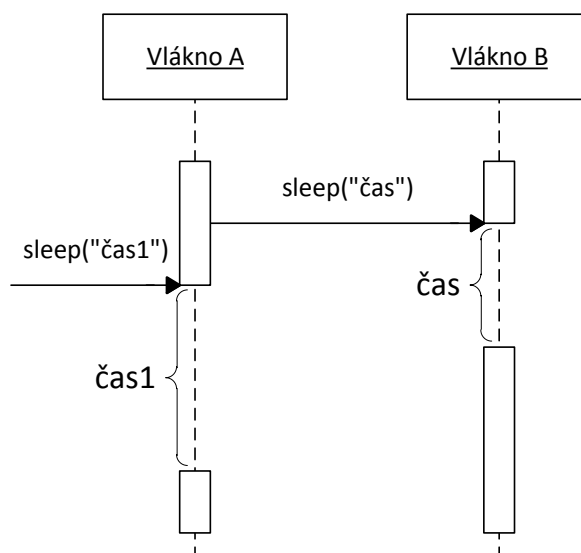 Vlákno A
Vlákno B
sleep("čas")
sleep("čas1")
čas
čas1